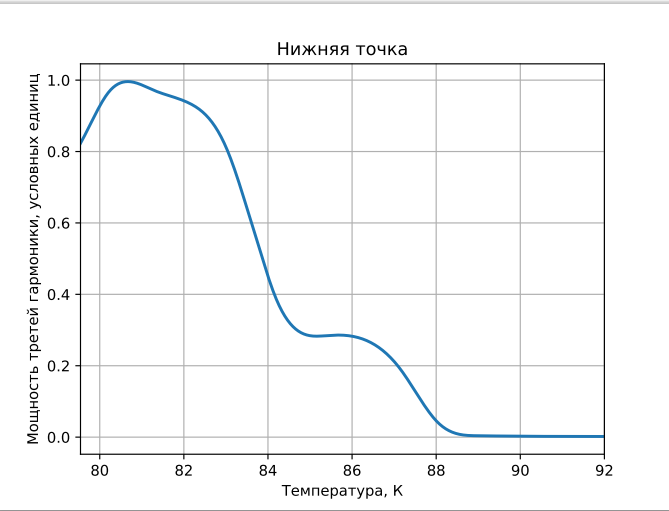 Нижняя точка
Мощность третей гармоники, условных единиц
1.0
0.8
0.6
0.4
0.2
0.0
80 82 84 86 88 90 92
Температура, К